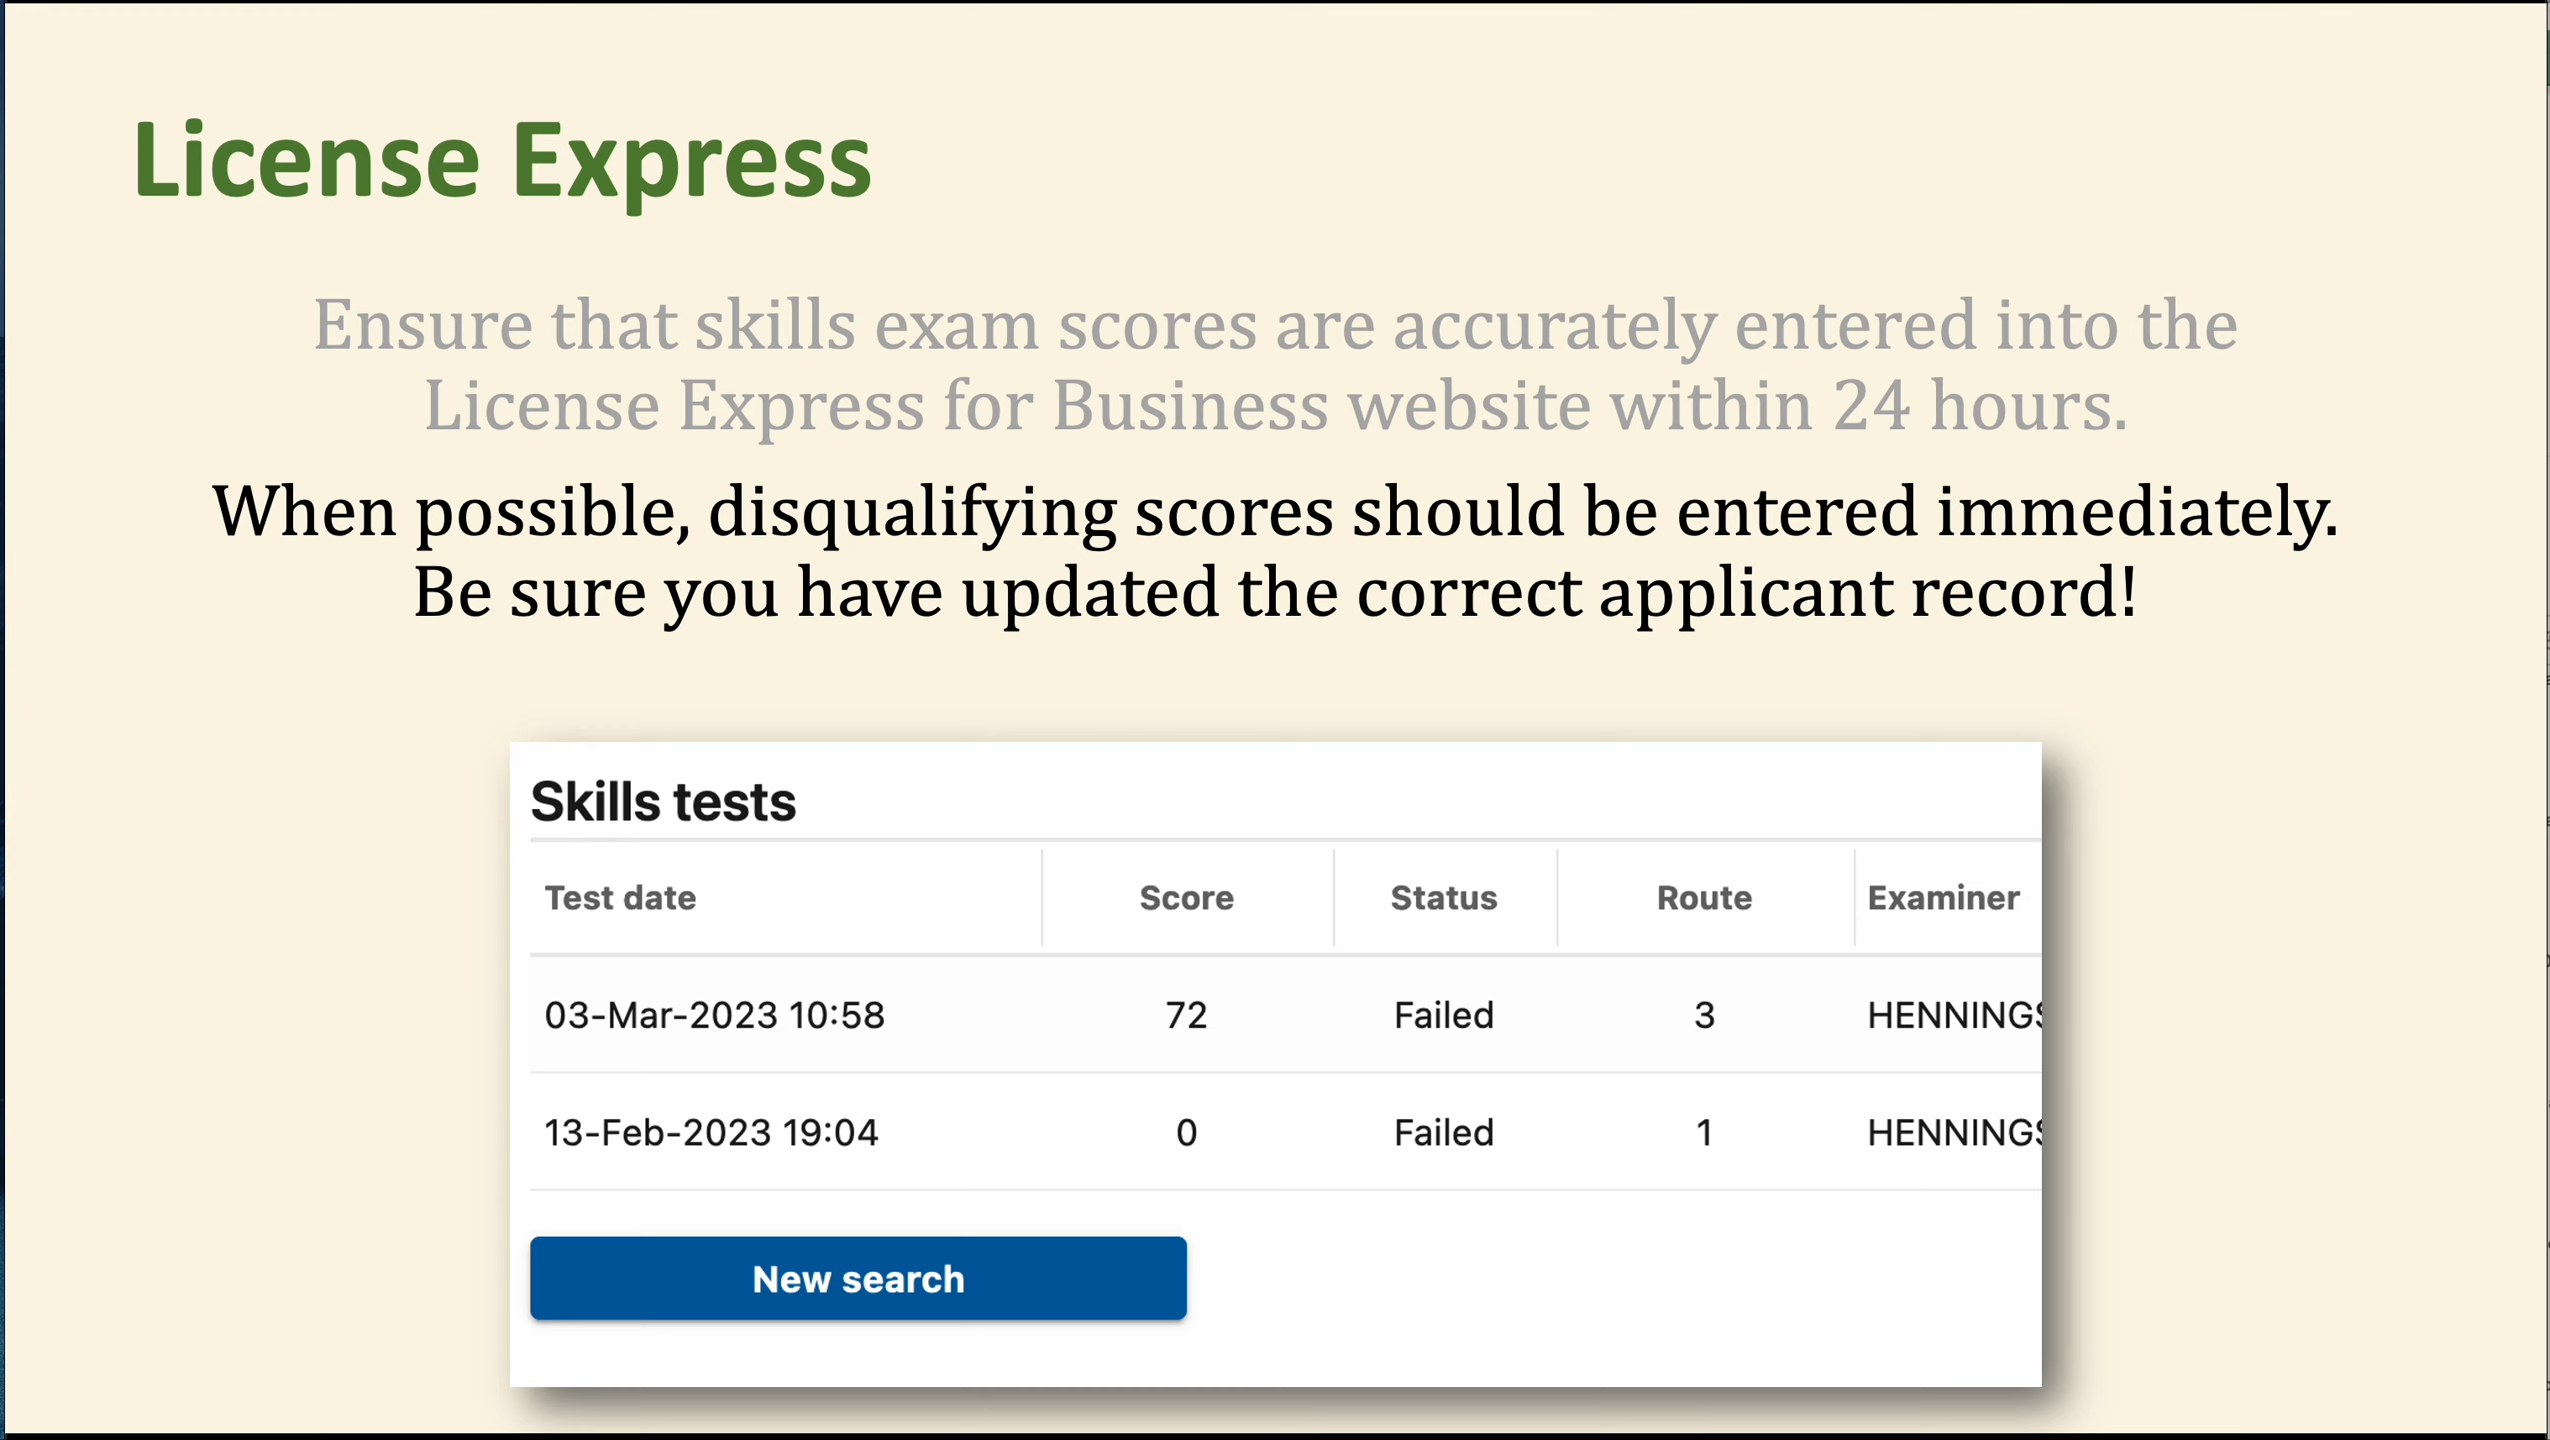 License Express
Ensure that skills exam scores are accurately entered into the
License Express for Business website within 24 hours.
When possible, disqualifying scores should be entered immediately.
Be sure you have updated the correct applicant record!
Skills tests
Test date Score Status Route Examiner
03-Mar-2023 10:58 72 Failed 3 HENNINGS
13-Feb-2023 19:04 0 Failed 1 HENNINGS
New search